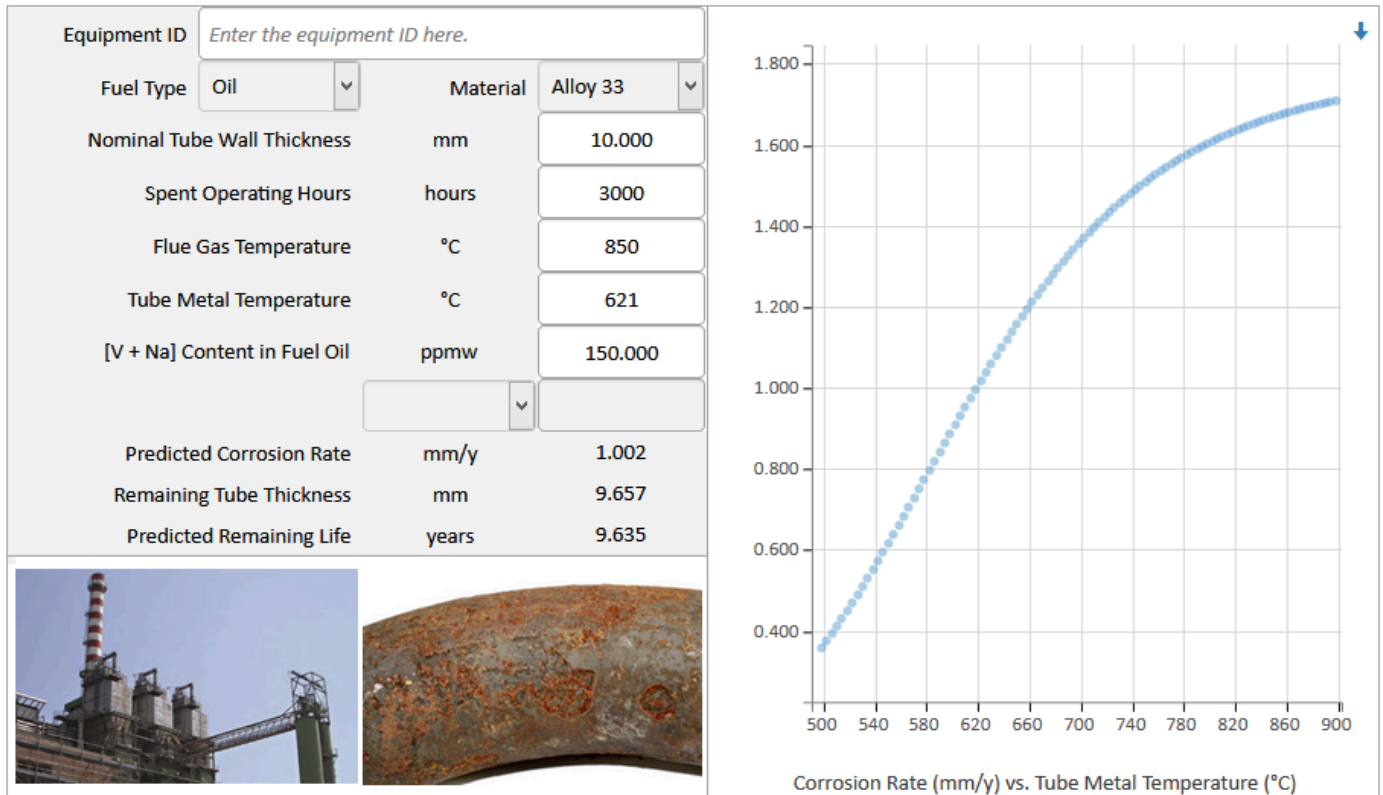 Equipment ID Enter the equipment ID here.
Fuel Type Oil Material Alloy 33
Nominal Tube Wall Thickness mm 10.000
Spent Operating Hours hours 3000
Flue Gas Temperature °C 850
Tube Metal Temperature °C 621
[V + Na] Content in Fuel Oil ppmw 150.000
Predicted Corrosion Rate mm/y 1.002
Remaining Tube Thickness mm 9.657
Predicted Remaining Life years 9.635
1.800
1.600
1.400
1.200
1.000
0.800
0.600
0.400
500 540 580 620 660 700 740 780 820 860 900
Corrosion Rate (mm/y) vs. Tube Metal Temperature (°C)